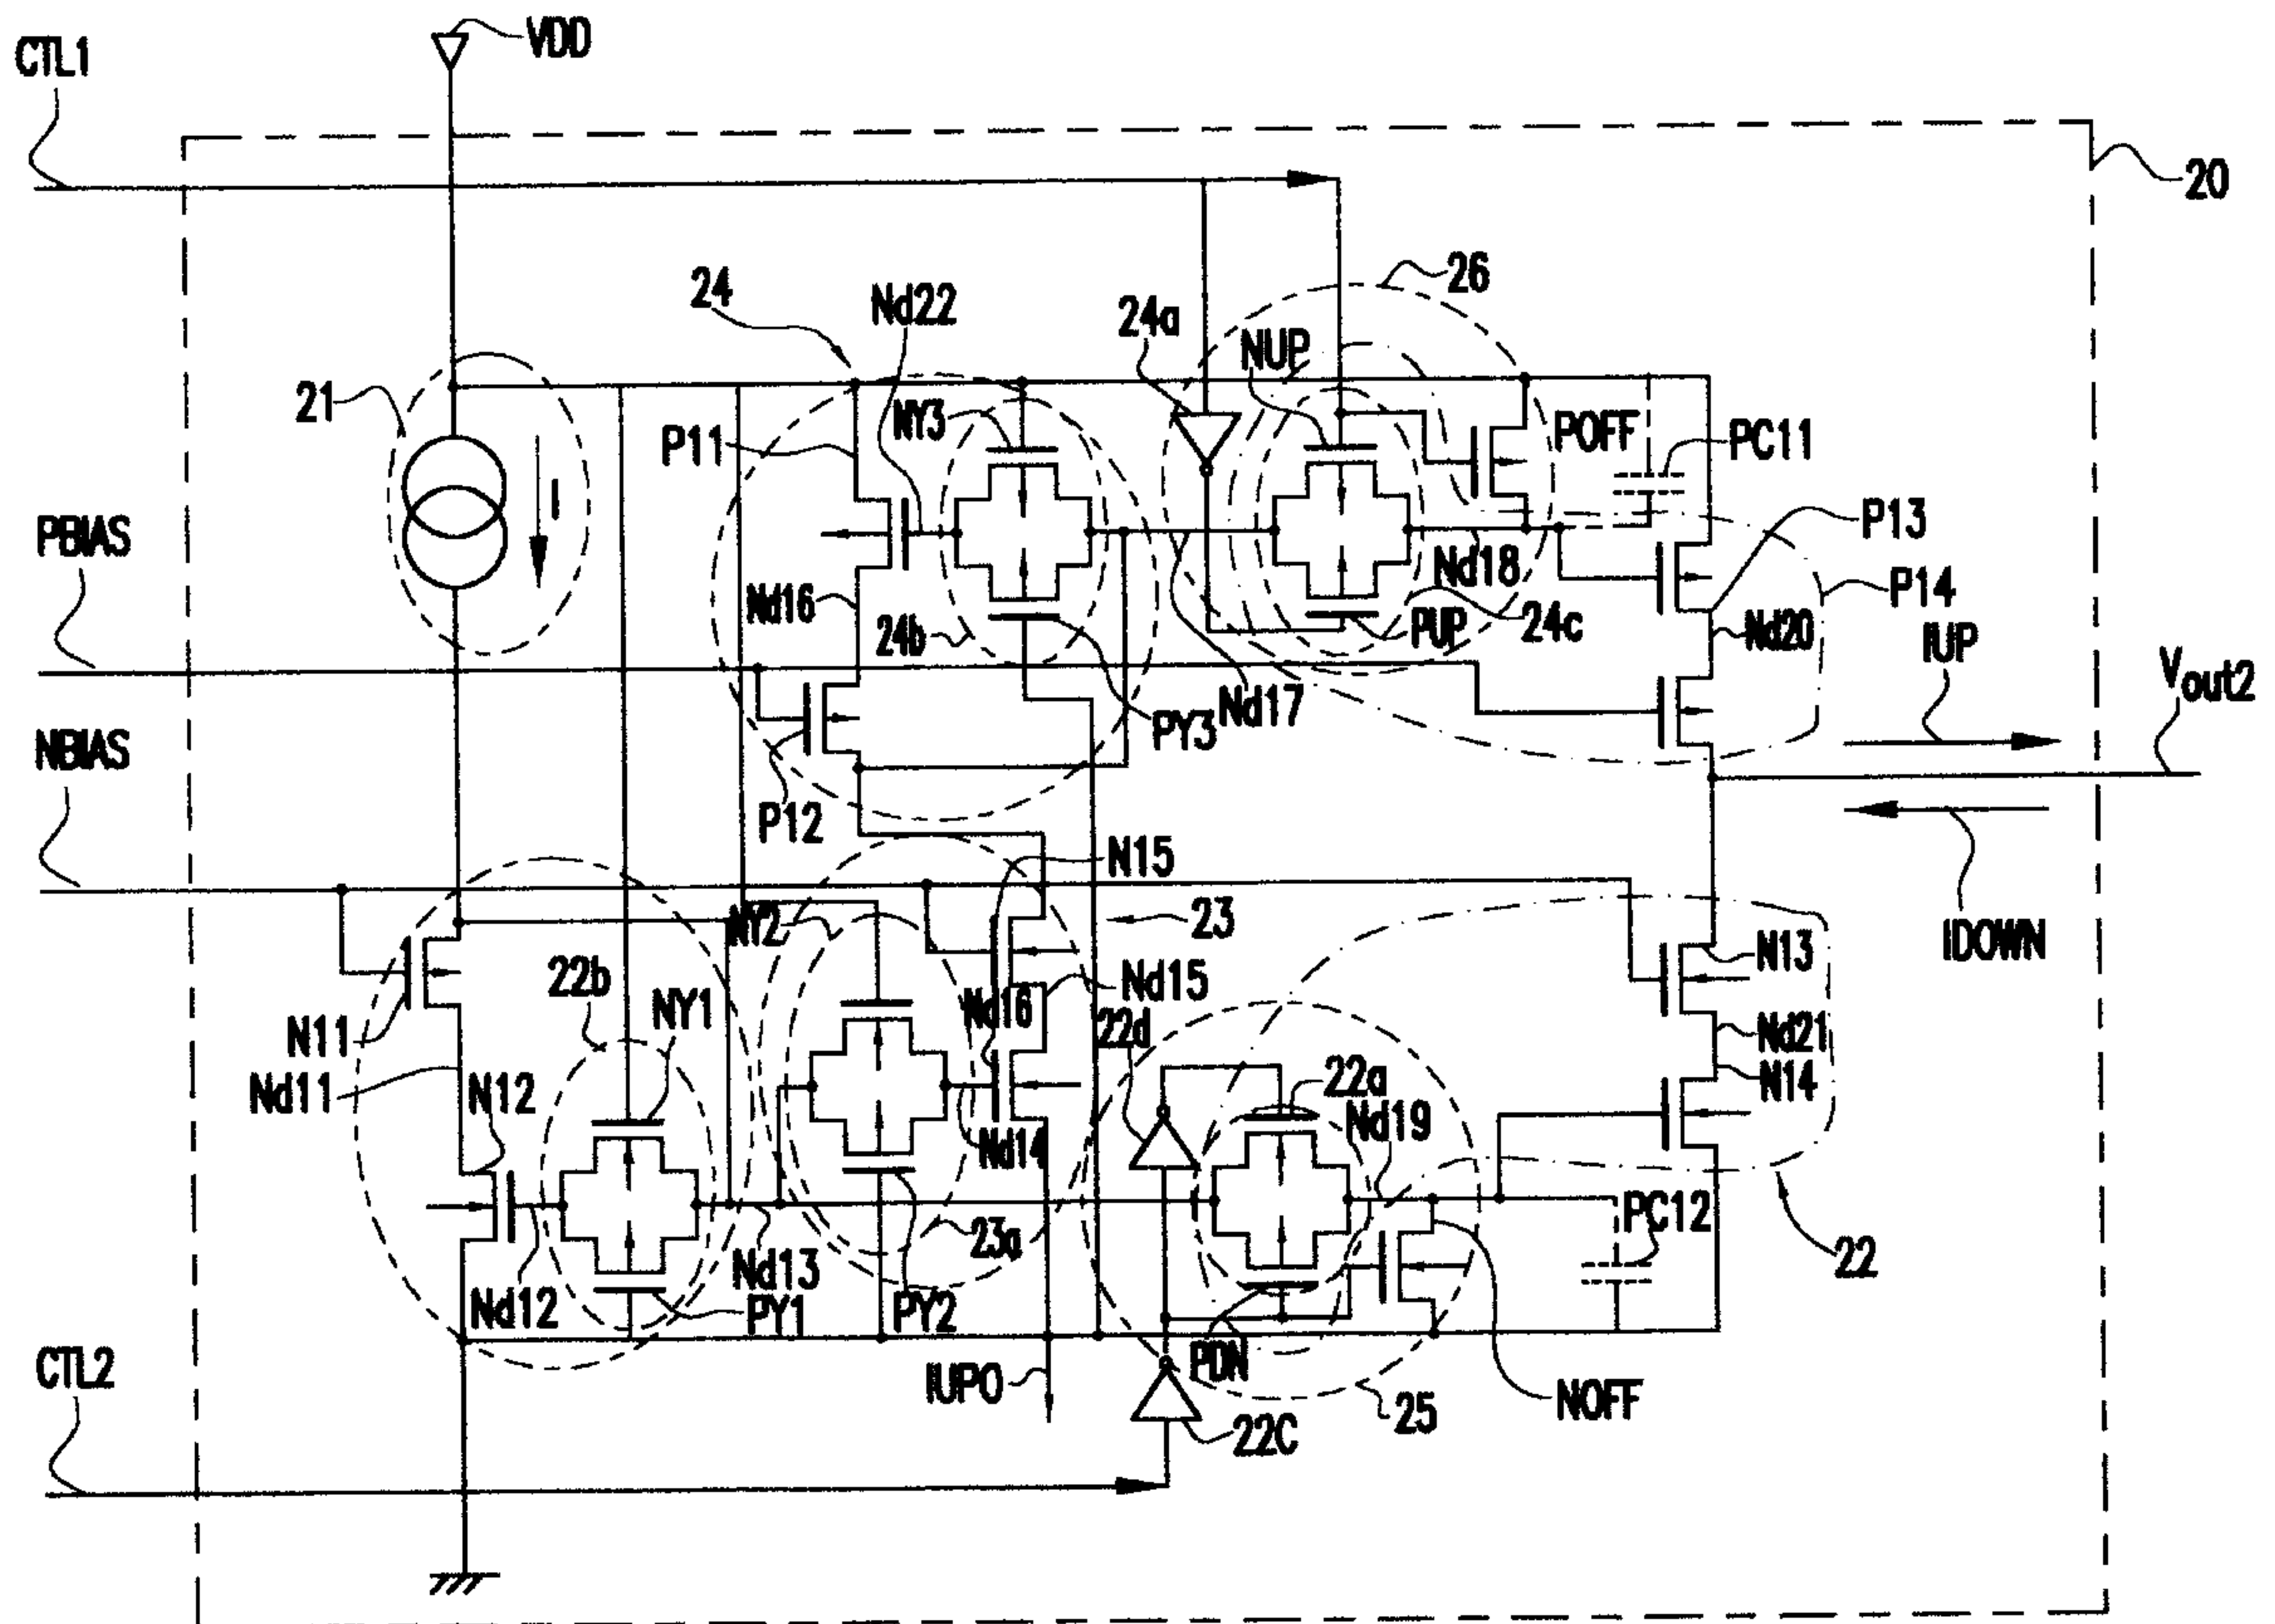 VDD
CTL1
20
26
24
Nd22
24a
NUP
21
P11
NY3
POFF
PC11
I
PBIAS
P13
Nd16
24b
Nd18
PUP
24c
P14
Nd20
IUP
Vout2
Nd17
PY3
NBIAS
P12
N15
23
NY2
IDOWN
N13
22b
NY1
Nd16
Nd15
22d
N11
Nd21
Nd11
N12
22a
N14
Nd19
Nd14
PC12
23a
22
Nd13
Nd12
PY1
PY2
PDN
CTL2
IUPO
25
NOFF
22C